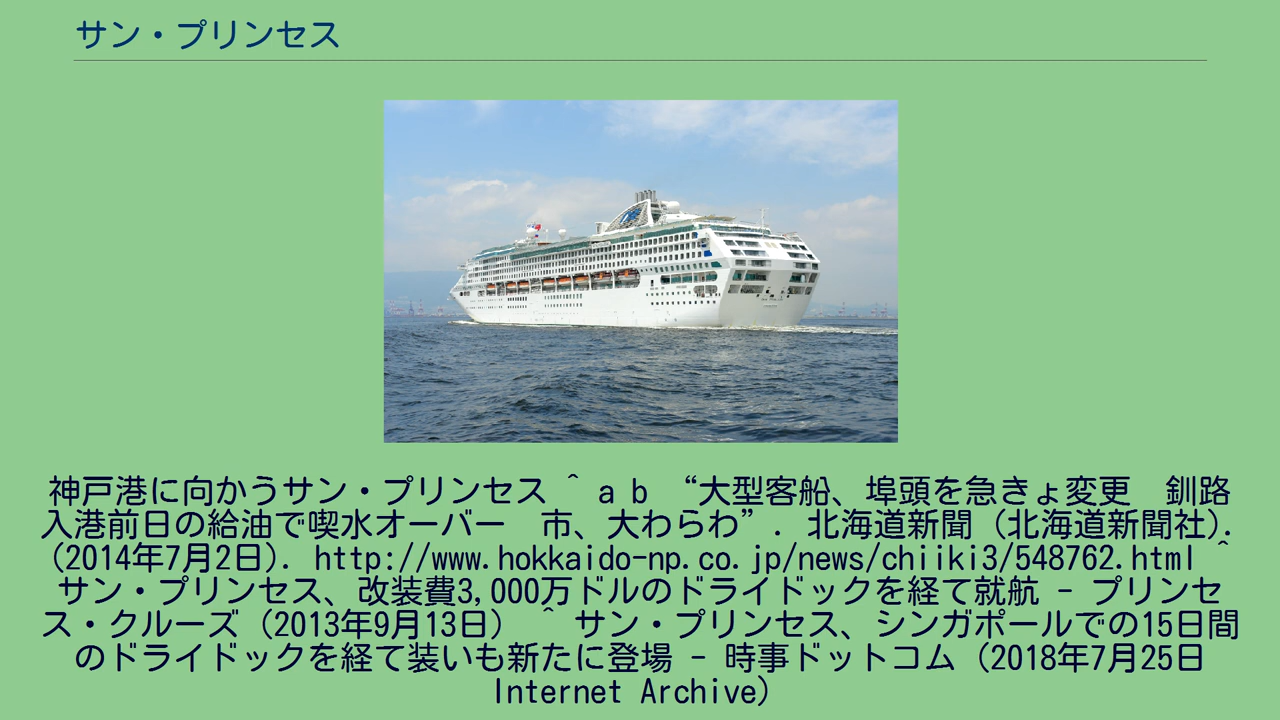 サン・プリンセス
神戸港に向かうサン・プリンセス ^ a b “大型客船、埠頭を急きょ変更　釧路
入港前日の給油で喫水オーバー　市、大わらわ”. 北海道新聞 (北海道新聞社).
(2014年7月2日). http://www.hokkaido-np.co.jp/news/chiiki3/548762.html ^
サン・プリンセス、改装費3,000万ドルのドライドックを経て就航 - プリンセ
ス・クルーズ（2013年9月13日） ^ サン・プリンセス、シンガポールでの15日間
のドライドックを経て装いも新たに登場 - 時事ドットコム（2018年7月25日
Internet Archive）